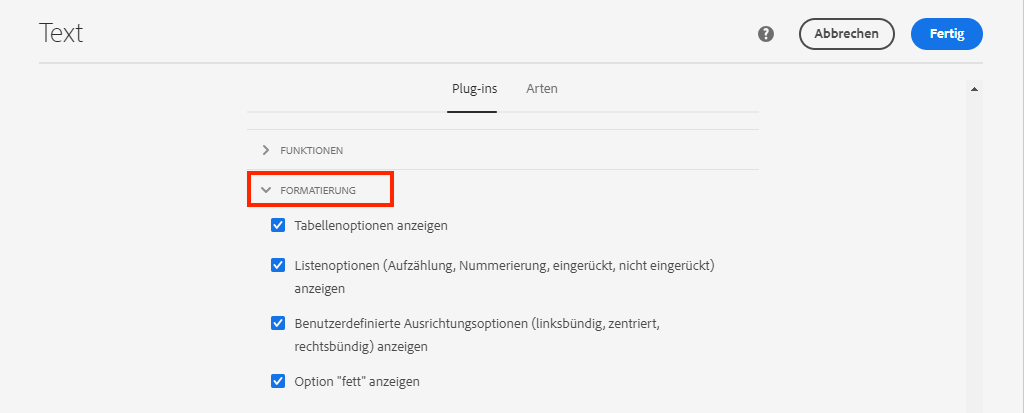 Text
Abbrechen
Fertig
Plug-ins
Arten
FUNKTIONEN
FORMATIERUNG
Tabellenoptionen anzeigen
Listenoptionen (Aufzählung, Nummerierung, eingerückt, nicht eingerückt)
anzeigen
Benutzerdefinierte Ausrichtungsoptionen (linksbündig, zentriert,
rechtsbündig) anzeigen
Option "fett" anzeigen